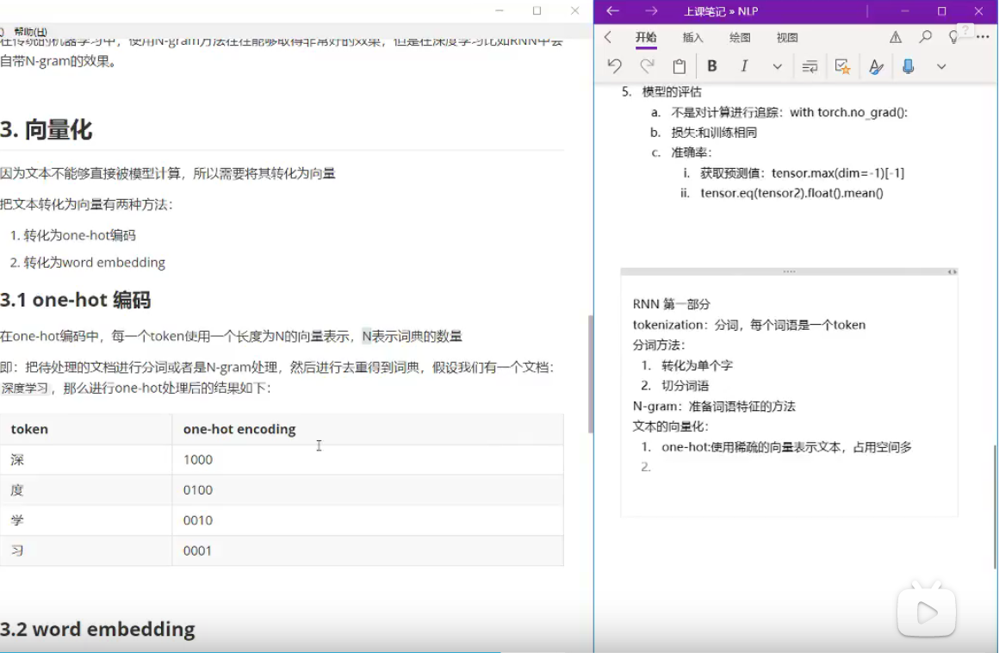 帮助(H)
在传统的机器学习中，使用N-gram方法往往能够取得非常好的效果，但是在深度学习比如RNN中会
自带N-gram的效果。
3. 向量化
因为文本不能够直接被模型计算，所以需要将其转化为向量
把文本转化为向量有两种方法：
1. 转化为one-hot编码
2. 转化为word embedding
3.1 one-hot 编码
在one-hot编码中，每一个token使用一个长度为N的向量表示，N表示词典的数量
即：把待处理的文档进行分词或者是N-gram处理，然后进行去重得到词典，假设我们有一个文档：
深度学习，那么进行one-hot处理后的结果如下：
token one-hot encoding
深 1000
度 0100
学 0010
习 0001
3.2 word embedding
上课笔记 » NLP
开始 插入 绘图 视图
B I
5. 模型的评估
a. 不是对计算进行追踪：with torch.no_grad():
b. 损失:和训练相同
c. 准确率：
i. 获取预测值：tensor.max(dim=-1)[-1]
ii. tensor.eq(tensor2).float().mean()
RNN 第一部分
tokenization：分词，每个词语是一个token
分词方法：
1. 转化为单个字
2. 切分词语
N-gram：准备词语特征的方法
文本的向量化：
1. one-hot:使用稀疏的向量表示文本，占用空间多
2.